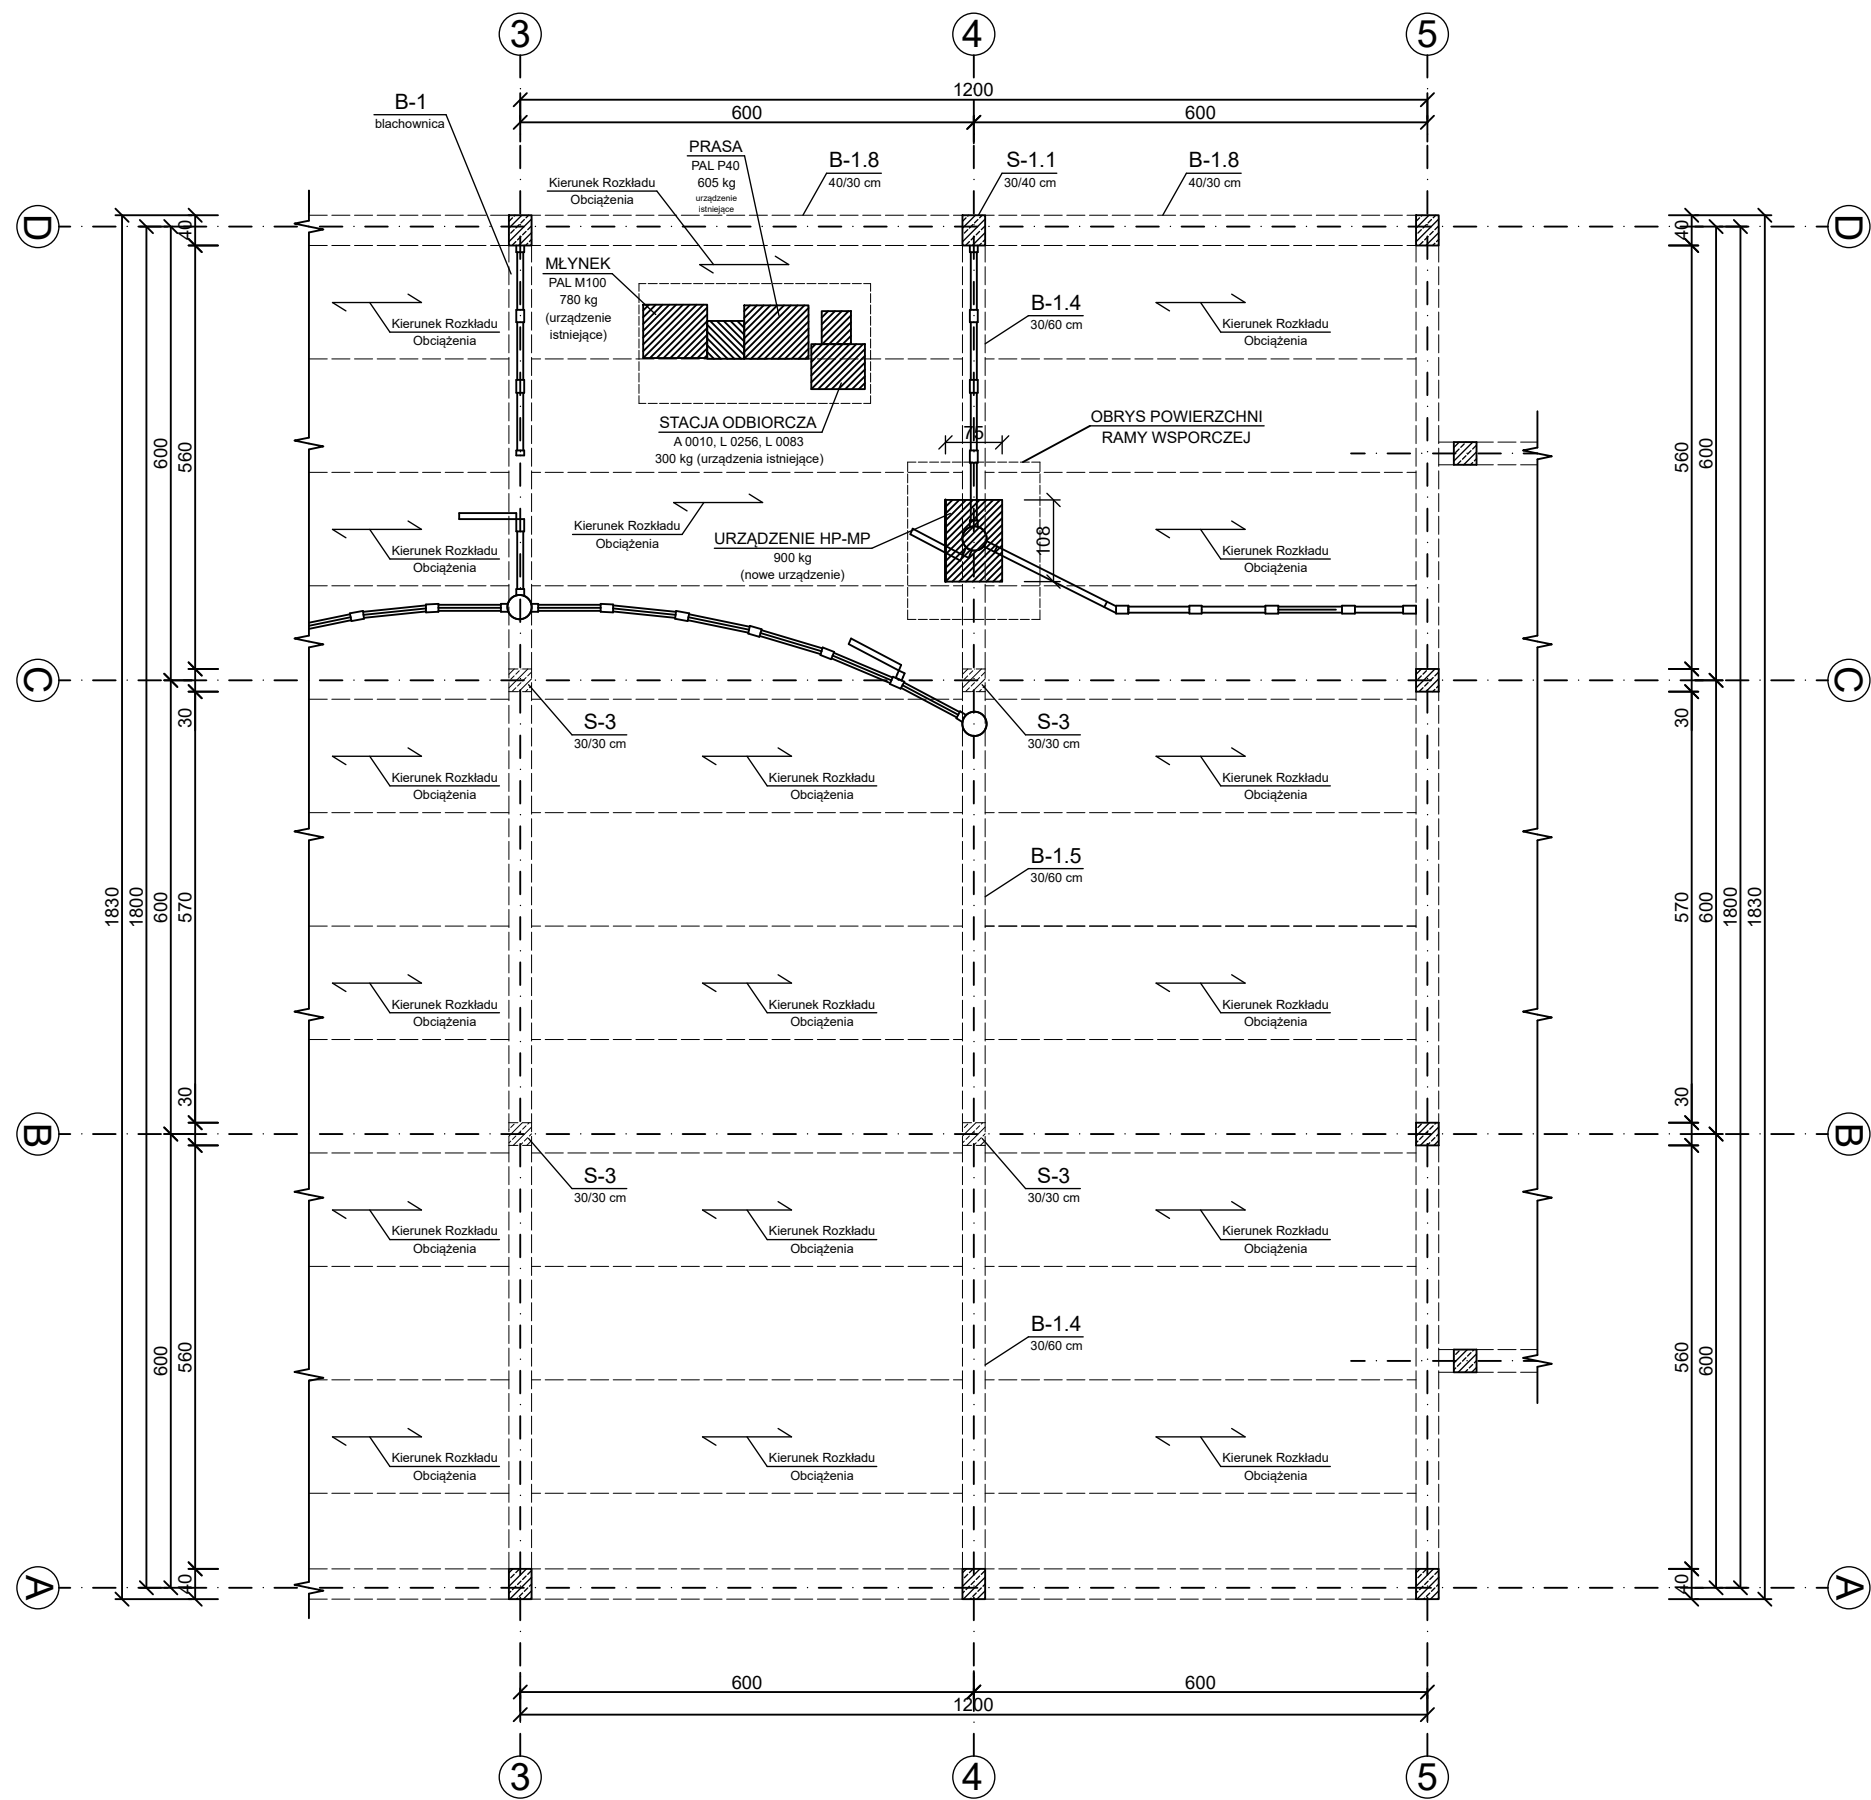 3
4
5
1200
600
600
B-1
blachownica
PRASA
PAL P40
605 kg
urządzenie
istniejące
B-1.8
40/30 cm
S-1.1
30/40 cm
B-1.8
40/30 cm
Kierunek Rozkładu
Obciążenia
D
D
40
40
MŁYNEK
PAL M100
780 kg
(urządzenie
istniejące)
B-1.4
30/60 cm
Kierunek Rozkładu
Obciążenia
Kierunek Rozkładu
Obciążenia
STACJA ODBIORCZA
A 0010, L 0256, L 0083
300 kg (urządzenia istniejące)
75
OBRYS POWIERZCHNI
RAMY WSPORCZEJ
600
560
560
600
Kierunek Rozkładu
Obciążenia
Kierunek Rozkładu
Obciążenia
URZĄDZENIE HP-MP
900 kg
(nowe urządzenie)
108
Kierunek Rozkładu
Obciążenia
C
C
30
30
S-3
30/30 cm
S-3
30/30 cm
Kierunek Rozkładu
Obciążenia
Kierunek Rozkładu
Obciążenia
Kierunek Rozkładu
Obciążenia
B-1.5
30/60 cm
1830
1800
600
570
570
600
1800
1830
Kierunek Rozkładu
Obciążenia
Kierunek Rozkładu
Obciążenia
Kierunek Rozkładu
Obciążenia
30
30
B
B
S-3
30/30 cm
S-3
30/30 cm
Kierunek Rozkładu
Obciążenia
Kierunek Rozkładu
Obciążenia
Kierunek Rozkładu
Obciążenia
B-1.4
30/60 cm
600
560
560
600
Kierunek Rozkładu
Obciążenia
Kierunek Rozkładu
Obciążenia
Kierunek Rozkładu
Obciążenia
A
A
40
40
600
600
1200
3
4
5